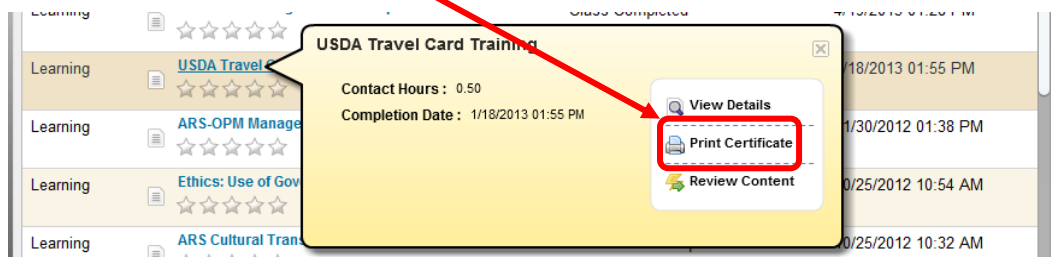 Learning
Class Completed
USDA Travel Card Training
Learning
USDA Travel
/18/2013 01:55 PM
Contact Hours : 0.50
Completion Date : 1/18/2013 01:55 PM
View Details
Learning
ARS-OPM Manage
1/30/2012 01:38 PM
Print Certificate
Learning
Ethics: Use of Gov
0/25/2012 10:54 AM
Review Content
Learning
ARS Cultural Trans
0/25/2012 10:32 AM